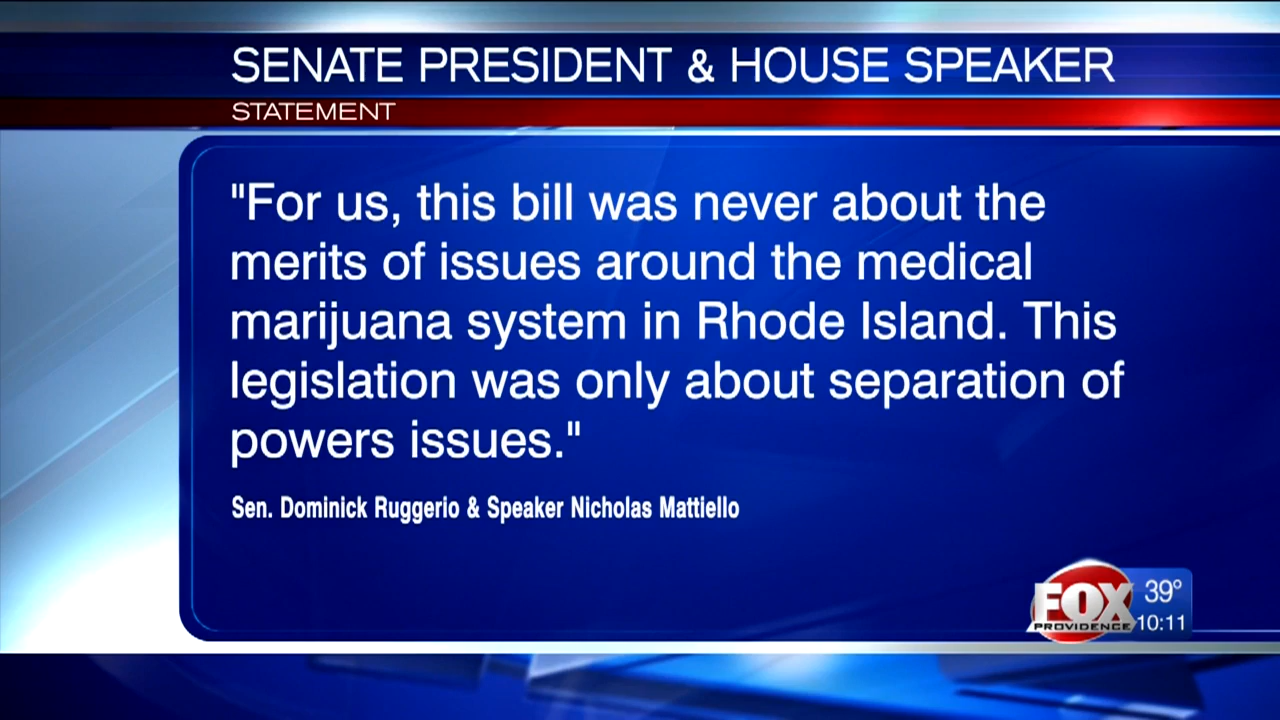 SENATE PRESIDENT & HOUSE SPEAKER
STATEMENT
"For us, this bill was never about the
merits of issues around the medical
marijuana system in Rhode Island. This
legislation was only about separation of
powers issues."
Sen. Dominick Ruggerio & Speaker Nicholas Mattiello
FOX 39°
PROVIDENCE 10:11